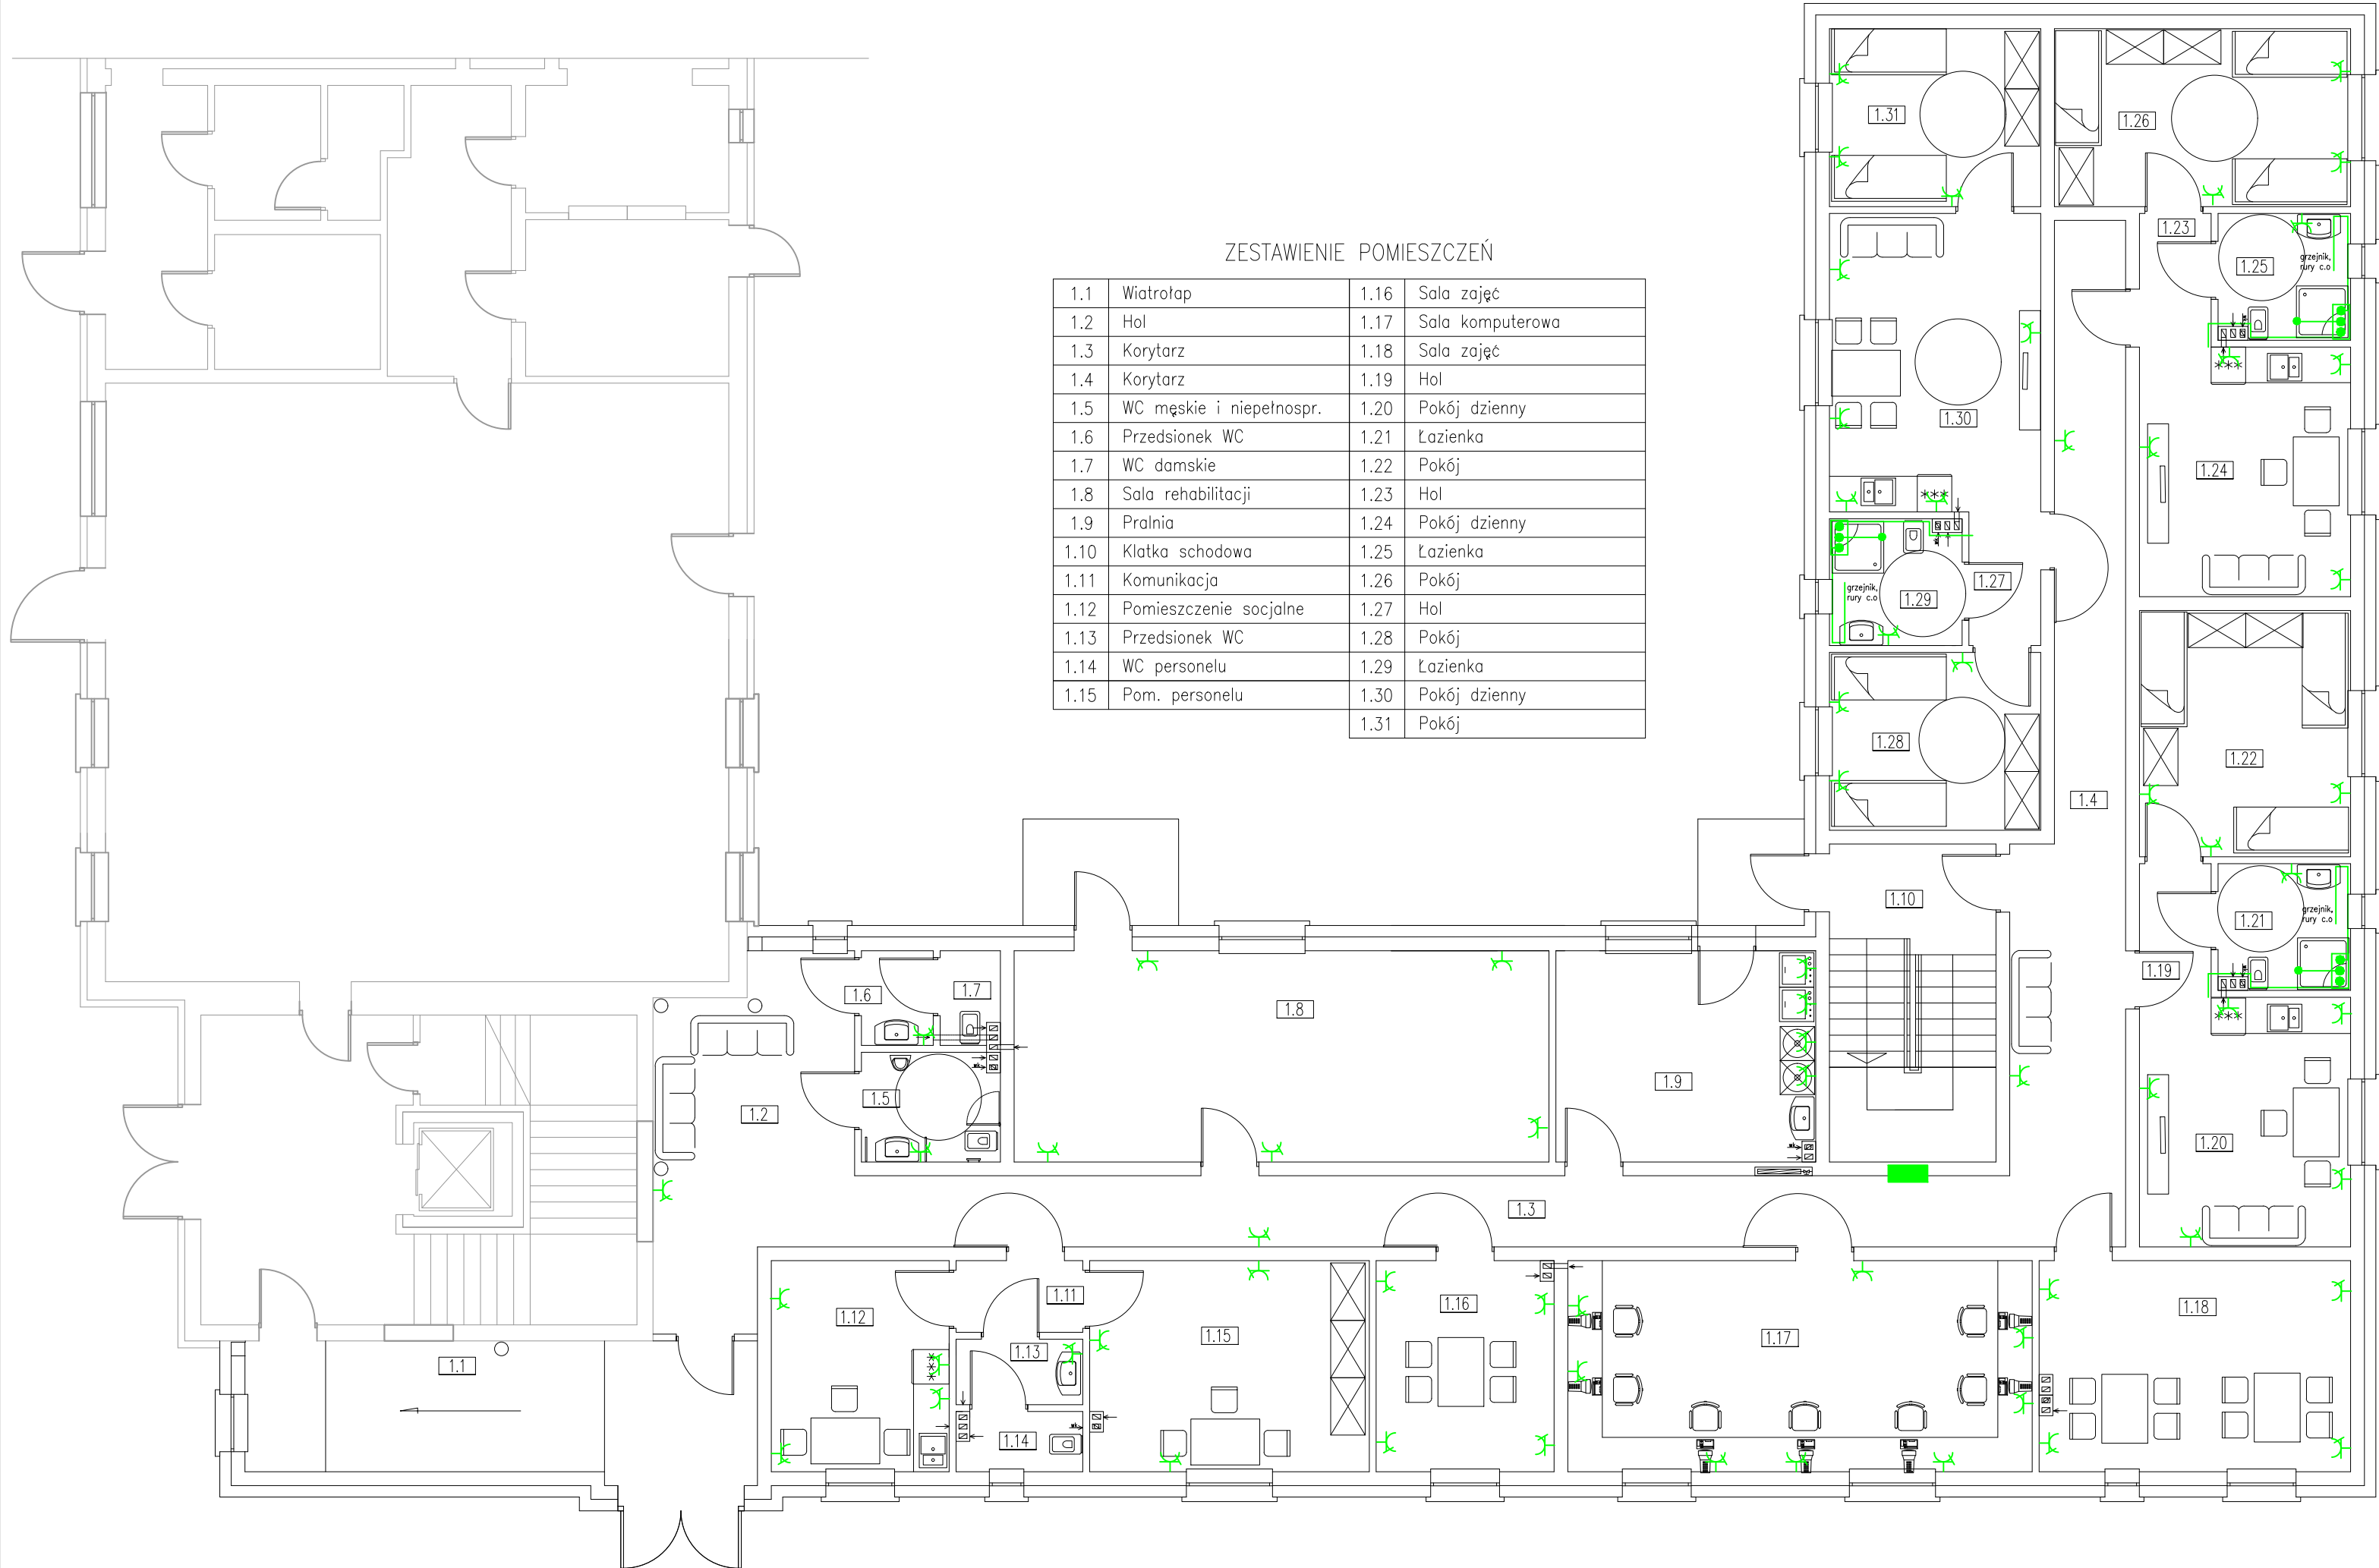 ZESTAWIENIE POMIESZCZEŃ
1.1 Wiatrołap 1.16 Sala zajęć
1.2 Hol 1.17 Sala komputerowa
1.3 Korytarz 1.18 Sala zajęć
1.4 Korytarz 1.19 Hol
1.5 WC męskie i niepełnospr. 1.20 Pokój dzienny
1.6 Przedsionek WC 1.21 Łazienka
1.7 WC damskie 1.22 Pokój
1.8 Sala rehabilitacji 1.23 Hol
1.9 Pralnia 1.24 Pokój dzienny
1.10 Klatka schodowa 1.25 Łazienka
1.11 Komunikacja 1.26 Pokój
1.12 Pomieszczenie socjalne 1.27 Hol
1.13 Przedsionek WC 1.28 Pokój
1.14 WC personelu 1.29 Łazienka
1.15 Pom. personelu 1.30 Pokój dzienny
1.31 Pokój
1.31
1.26
1.23
1.25
grzejnik,
rury c.o
1.30
1.24
1.27
grzejnik,
rury c.o
1.29
1.28
1.22
1.4
1.10
1.21
grzejnik,
rury c.o
1.19
1.6
1.7
1.8
1.9
1.5
1.2
1.20
1.3
1.11
1.12
1.13
1.14
1.15
1.16
1.17
1.18
1.1